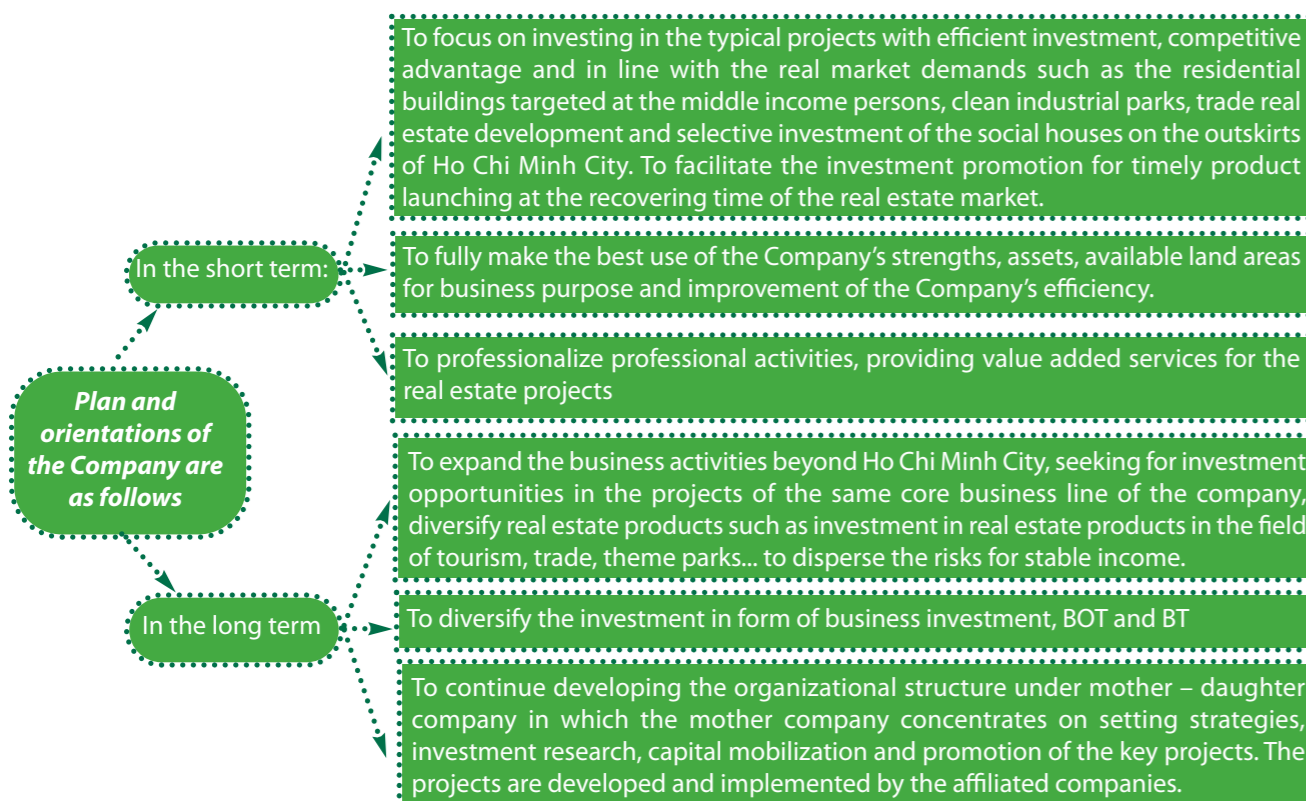 To focus on investing in the typical projects with efficient investment, competitive
advantage and in line with the real market demands such as the residential
buildings targeted at the middle income persons, clean industrial parks, trade real
estate development and selective investment of the social houses on the outskirts
of Ho Chi Minh City. To facilitate the investment promotion for timely product
launching at the recovering time of the real estate market.
In the short term:
To fully make the best use of the Company's strengths, assets, available land areas
for business purpose and improvement of the Company's efficiency.
To professionalize professional activities, providing value added services for the
real estate projects
Plan and
orientations of
the Company are
as follows
To expand the business activities beyond Ho Chi Minh City, seeking for investment
opportunities in the projects of the same core business line of the company,
diversify real estate products such as investment in real estate products in the field
of tourism, trade, theme parks... to disperse the risks for stable income.
In the long term
To diversify the investment in form of business investment, BOT and BT
To continue developing the organizational structure under mother – daughter
company in which the mother company concentrates on setting strategies,
investment research, capital mobilization and promotion of the key projects. The
projects are developed and implemented by the affiliated companies.